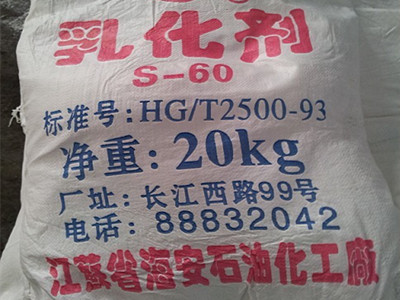 乳化剂
S-60
标准号:HG/T2500-93
净重:20kg
厂址:长江西路99号
电话:88832042
江苏省海安石油化工廠